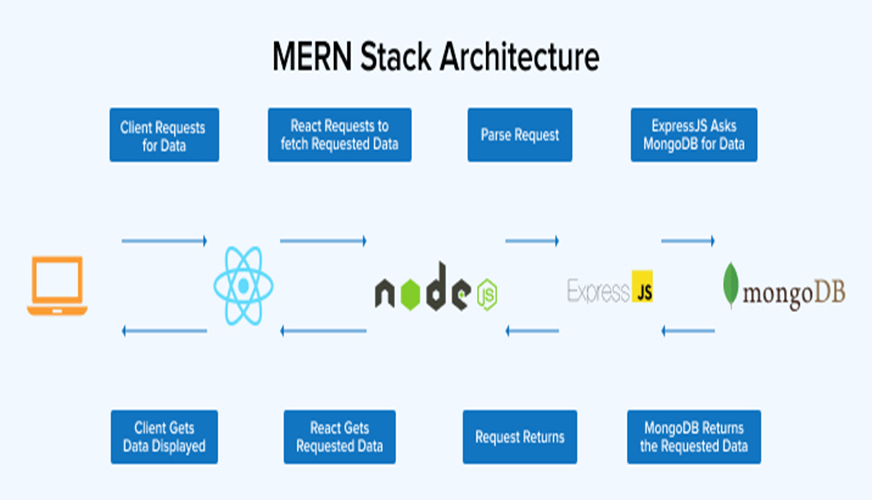 MERN Stack Architecture
Client Requests
for Data
React Requests to
fetch Requested Data
Parse Request
ExpressJS Asks
MongoDB for Data
node JS
Express JS
mongoDB
Client Gets
Data Displayed
React Gets
Requested Data
Request Returns
MongoDB Returns
the Requested Data